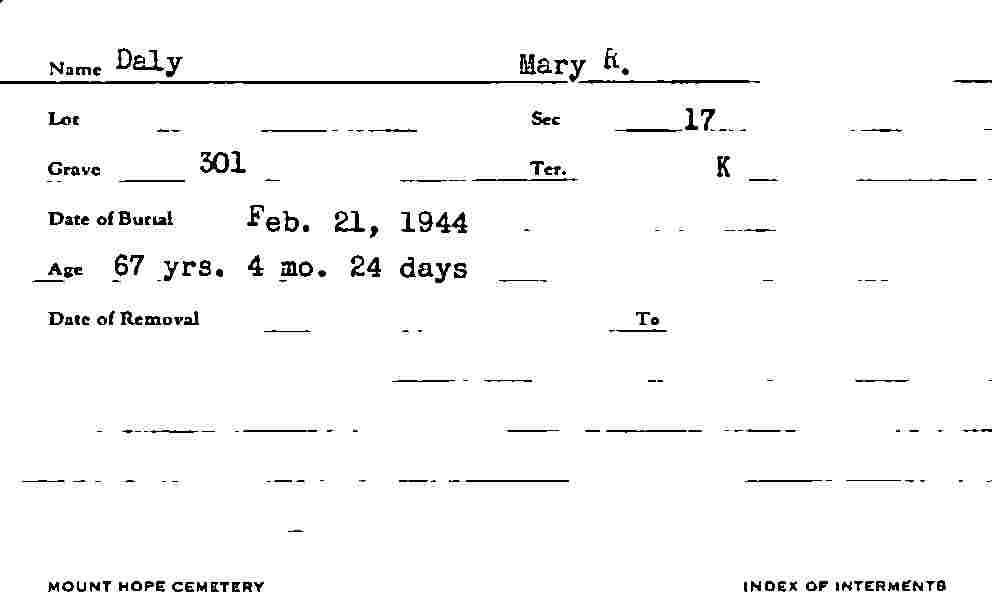 Name Daly Mary R.
Lot Sec 17
Grave 301 Ter. K
Date of Burial Feb. 21, 1944
Age 67 yrs. 4 mo. 24 days
Date of Removal To
MOUNT HOPE CEMETERY INDEX OF INTERMENTS